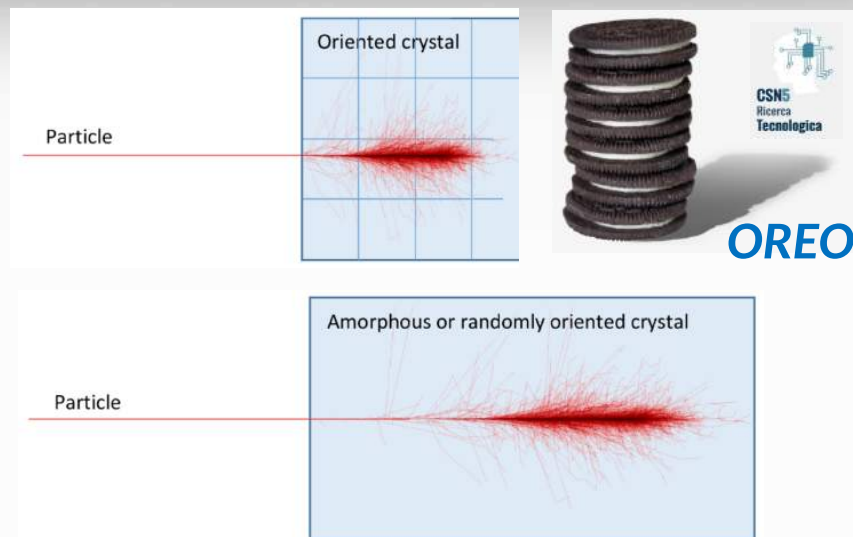 Oriented crystal
Particle
CSN5
Ricerca
Tecnologica
OREO
Amorphous or randomly oriented crystal
Particle